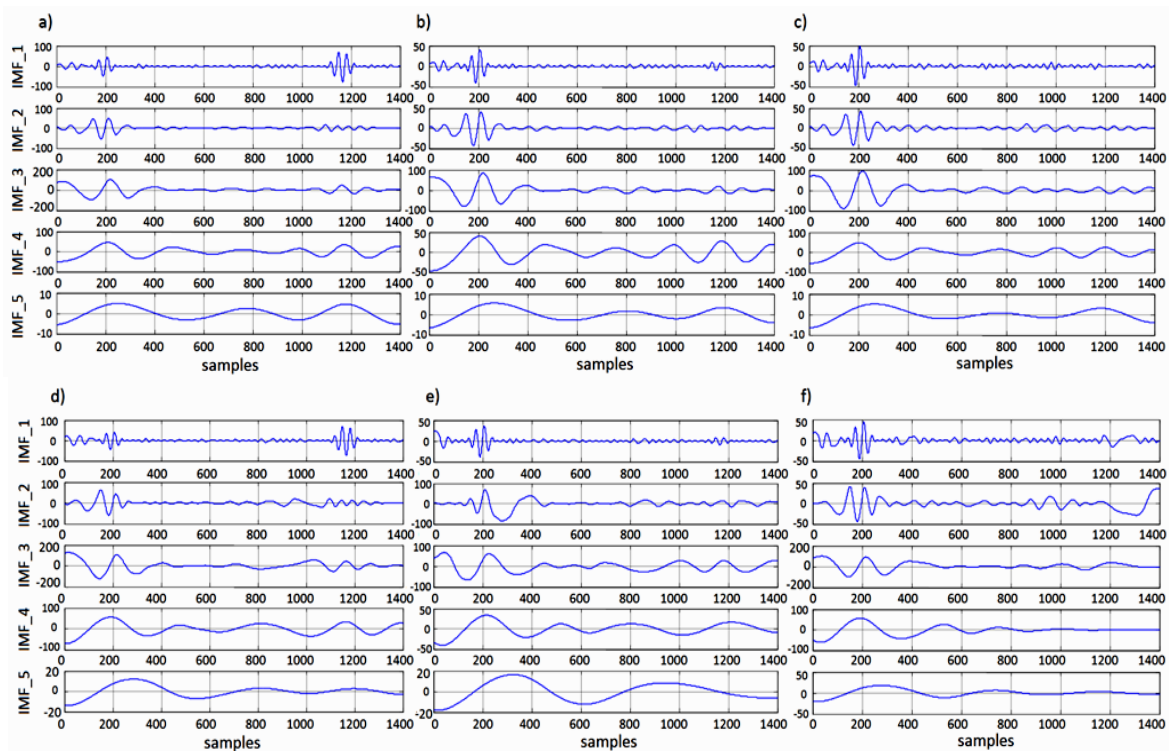 a) b) c)
100 50 50
IMF_1 0 0 0
-100 -50 -50
0 200 400 600 800 1000 1200 1400 0 200 400 600 800 1000 1200 1400 0 200 400 600 800 1000 1200 1400
100 50 50
IMF_2 0 0 0
-100 -50 -50
0 200 400 600 800 1000 1200 1400 0 200 400 600 800 1000 1200 1400 0 200 400 600 800 1000 1200 1400
200 100 100
IMF_3 0 0 0
-200 -100 -100
0 200 400 600 800 1000 1200 1400 0 200 400 600 800 1000 1200 1400 0 200 400 600 800 1000 1200 1400
100 50 100
IMF_4 0 0 0
-100 -50 -100
0 200 400 600 800 1000 1200 1400 0 200 400 600 800 1000 1200 1400 0 200 400 600 800 1000 1200 1400
10 10 10
IMF_5 0 0 0
-10 -10 -10
0 200 400 600 800 1000 1200 1400 0 200 400 600 800 1000 1200 1400 0 200 400 600 800 1000 1200 1400
samples samples samples
d) e) f)
100 50 50
IMF_1 0 0 0
-100 -50 -50
0 200 400 600 800 1000 1200 1400 0 200 400 600 800 1000 1200 1400 0 200 400 600 800 1000 1200 1400
100 100 50
IMF_2 0 0 0
-100 -100 -50
0 200 400 600 800 1000 1200 1400 0 200 400 600 800 1000 1200 1400 0 200 400 600 800 1000 1200 1400
200 100 200
IMF_3 0 0 0
-200 -100 -200
0 200 400 600 800 1000 1200 1400 0 200 400 600 800 1000 1200 1400 0 200 400 600 800 1000 1200 1400
100 50 100
IMF_4 0 0 0
-100 -50 -100
0 200 400 600 800 1000 1200 1400 0 200 400 600 800 1000 1200 1400 0 200 400 600 800 1000 1200 1400
20 20 50
IMF_5 0 0 0
-20 -20 -50
0 200 400 600 800 1000 1200 1400 0 200 400 600 800 1000 1200 1400 0 200 400 600 800 1000 1200 1400
samples samples samples